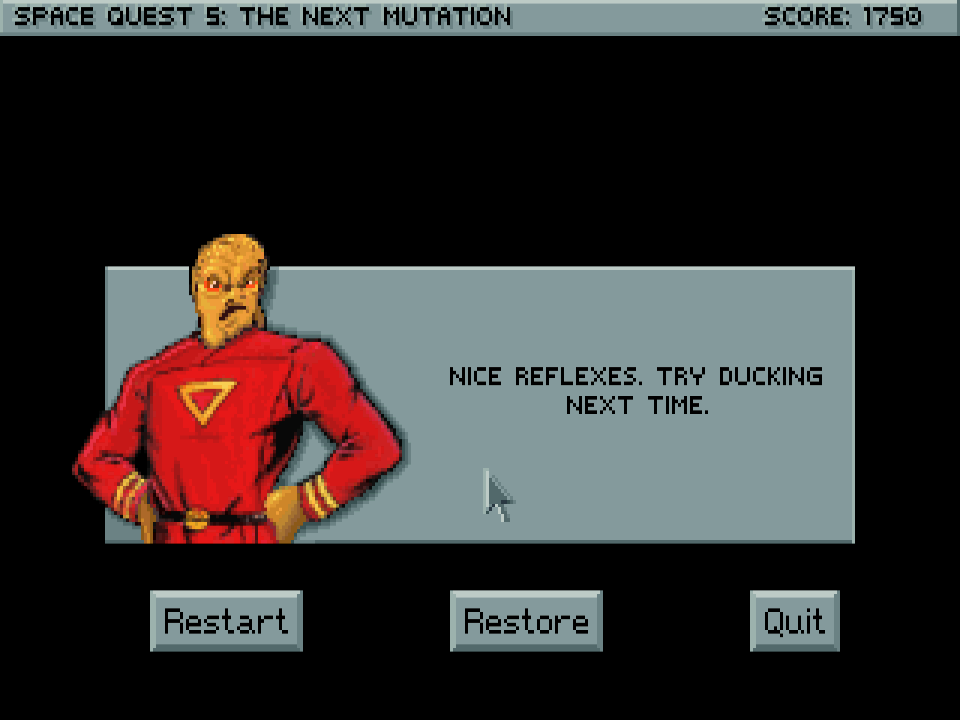 SPACE QUEST 5: THE NEXT MUTATION SCORE: 1750
NICE REFLEXES. TRY DUCKING
NEXT TIME.
Restart Restore Quit